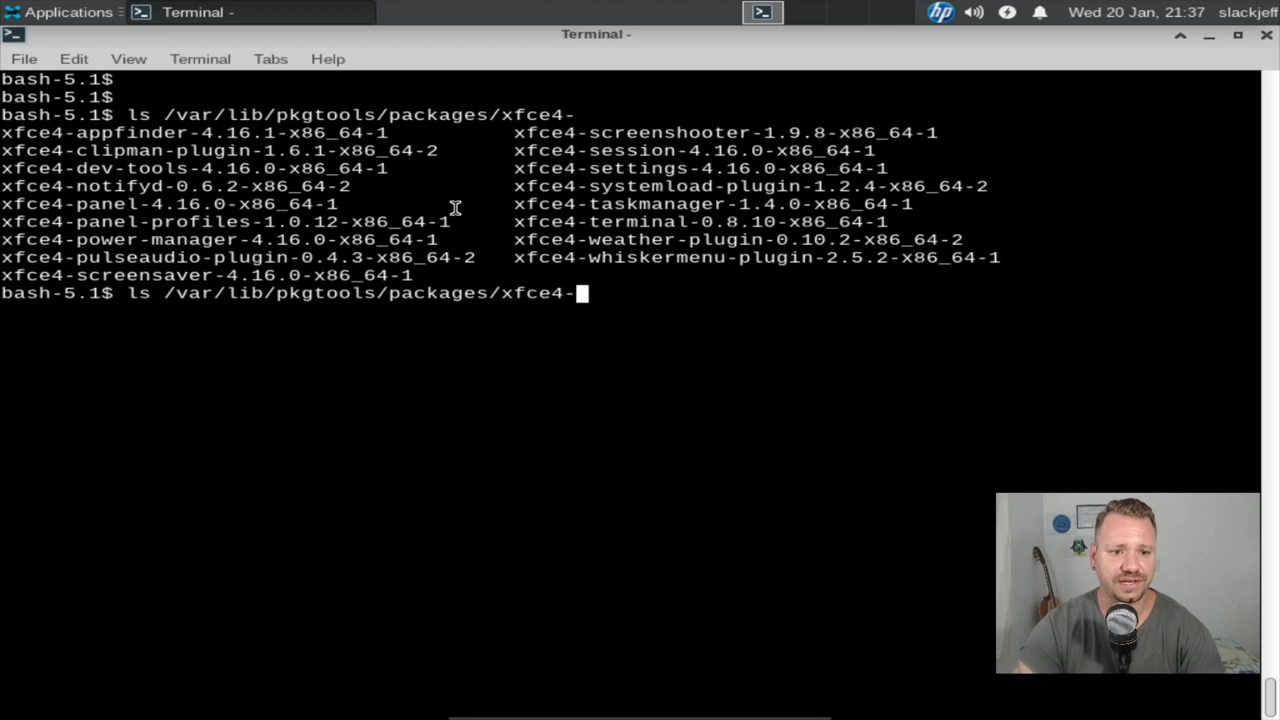 Applications
Terminal -
hp
Wed 20 Jan, 21:37
slackjeff
Terminal -
File Edit View Terminal Tabs Help
bash-5.1$
bash-5.1$
bash-5.1$ ls /var/lib/pkgtools/packages/xfce4-
xfce4-appfinder-4.16.1-x86_64-1 xfce4-screenshooter-1.9.8-x86_64-1
xfce4-clipman-plugin-1.6.1-x86_64-2 xfce4-session-4.16.0-x86_64-1
xfce4-dev-tools-4.16.0-x86_64-1 xfce4-settings-4.16.0-x86_64-1
xfce4-notifyd-0.6.2-x86_64-2 xfce4-systemload-plugin-1.2.4-x86_64-2
xfce4-panel-4.16.0-x86_64-1 xfce4-taskmanager-1.4.0-x86_64-1
xfce4-panel-profiles-1.0.12-x86_64-1 xfce4-terminal-0.8.10-x86_64-1
xfce4-power-manager-4.16.0-x86_64-1 xfce4-weather-plugin-0.10.2-x86_64-2
xfce4-pulseaudio-plugin-0.4.3-x86_64-2 xfce4-whiskermenu-plugin-2.5.2-x86_64-1
xfce4-screensaver-4.16.0-x86_64-1
bash-5.1$ ls /var/lib/pkgtools/packages/xfce4-